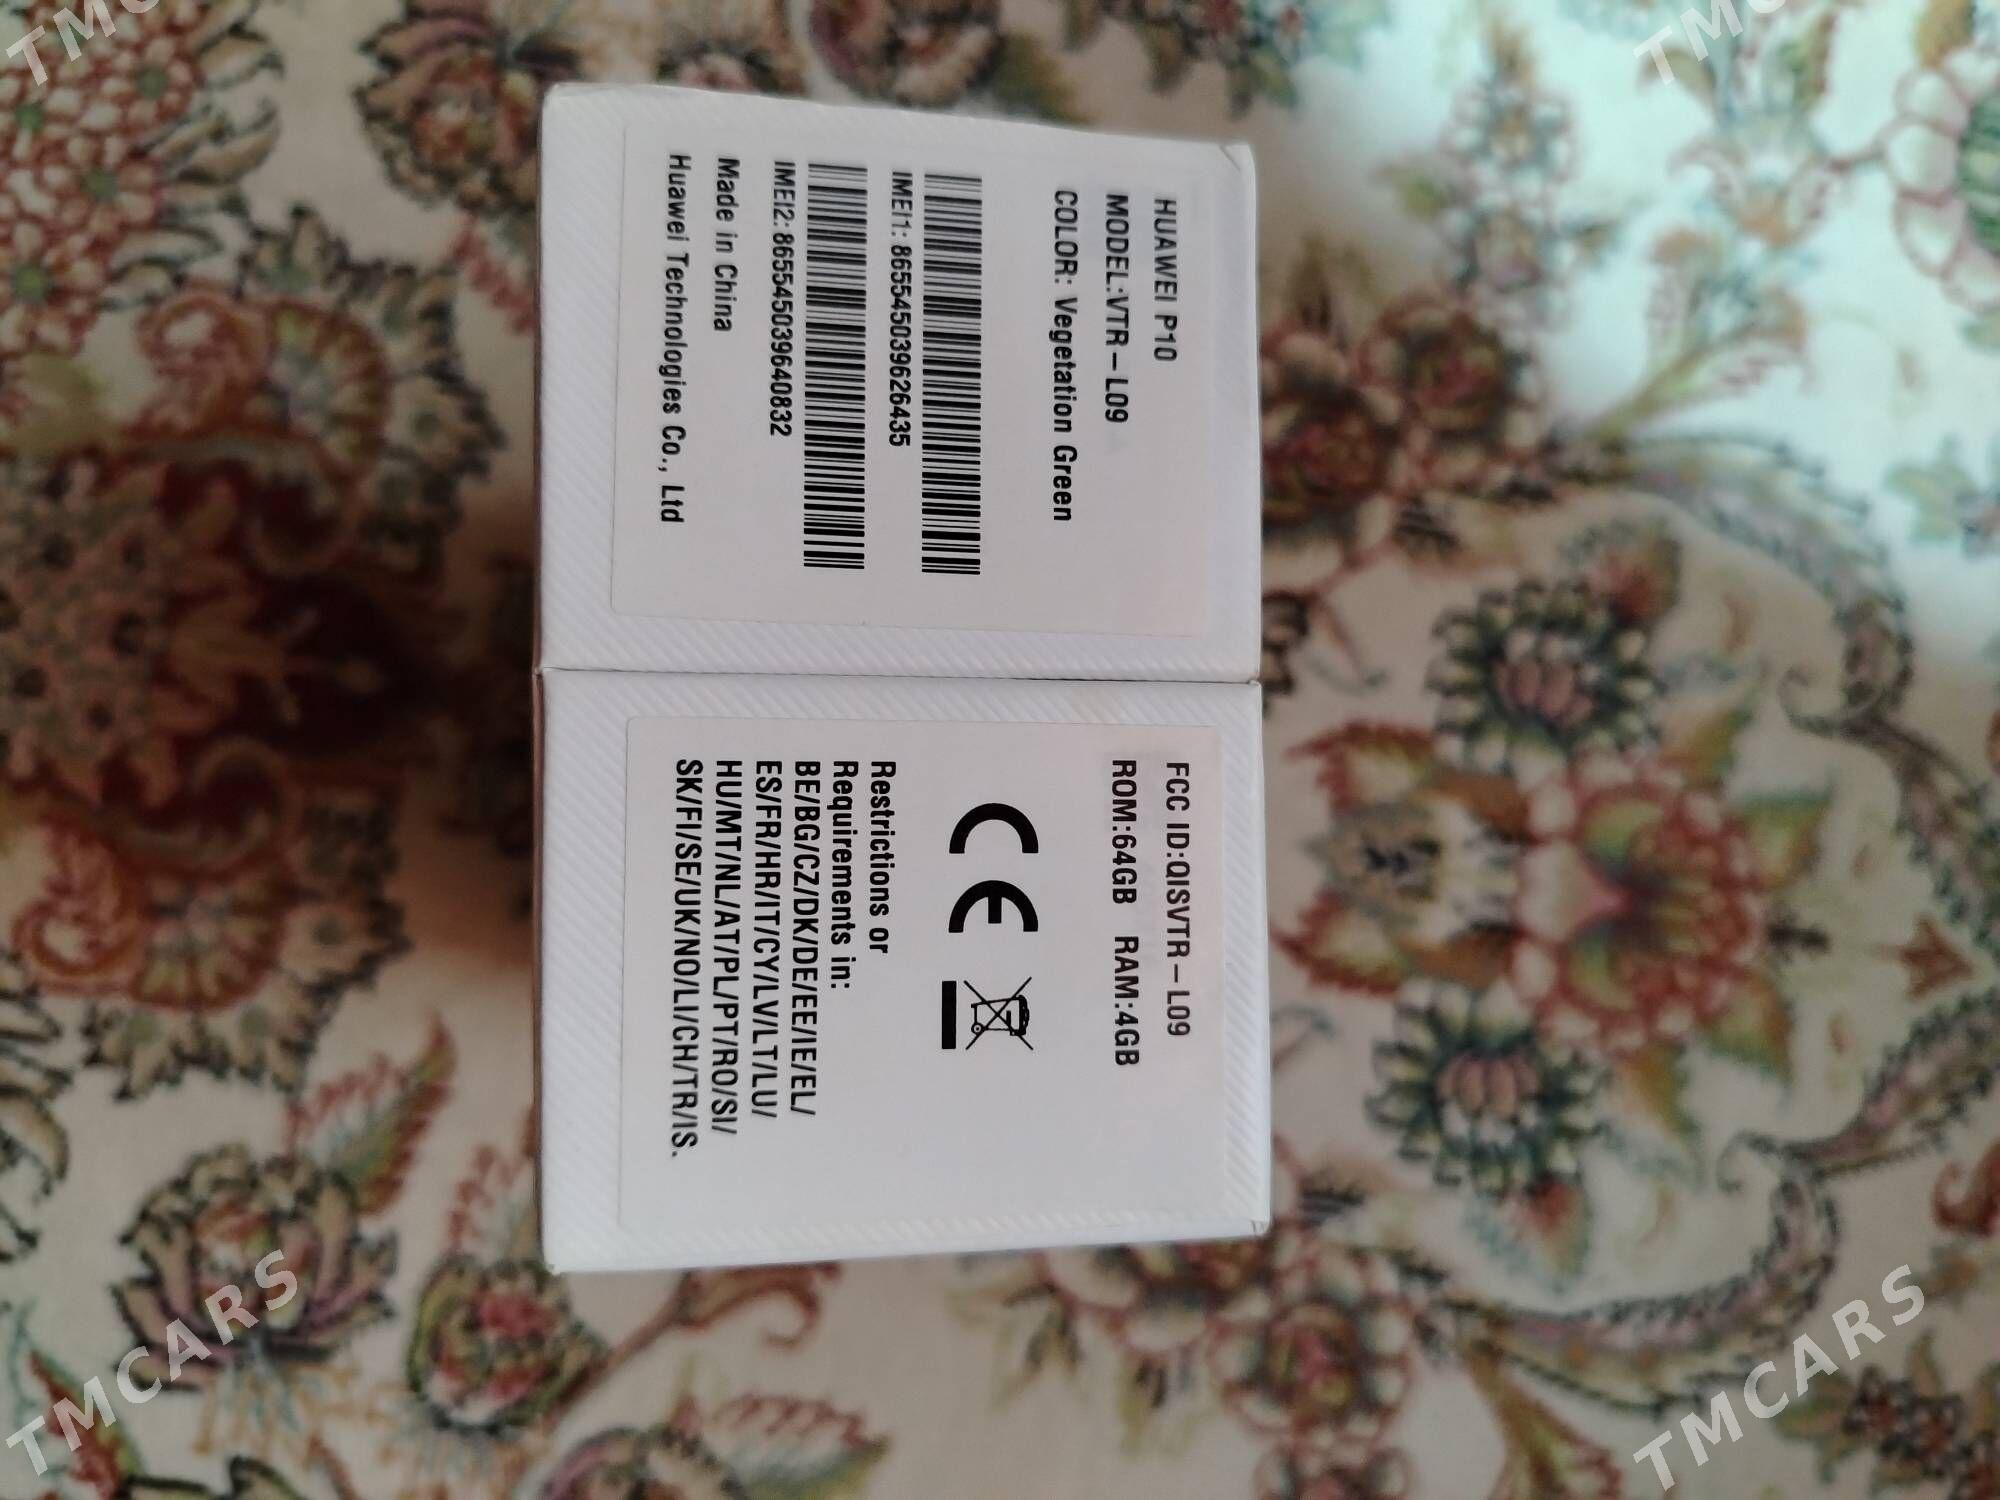 HUAWEI P10
MODEL:VTR-L09
COLOR: Vegetation Green
IMEI1: 865545039626435
IMEI2: 865545039640832
Made in China
Huawei Technologies Co., Ltd
FCC ID:QISVTR-L09
ROM:64GB RAM:4GB
CE
Restrictions or
Requirements in:
BE/BG/CZ/DK/DE/EE/IE/EL/
ES/FR/HR/IT/CY/LV/LT/LU/
HU/MT/NL/AT/PL/PT/RO/SI/
SK/FI/SE/UK/NO/LI/CH/TR/IS.
TMCARS
TMCARS